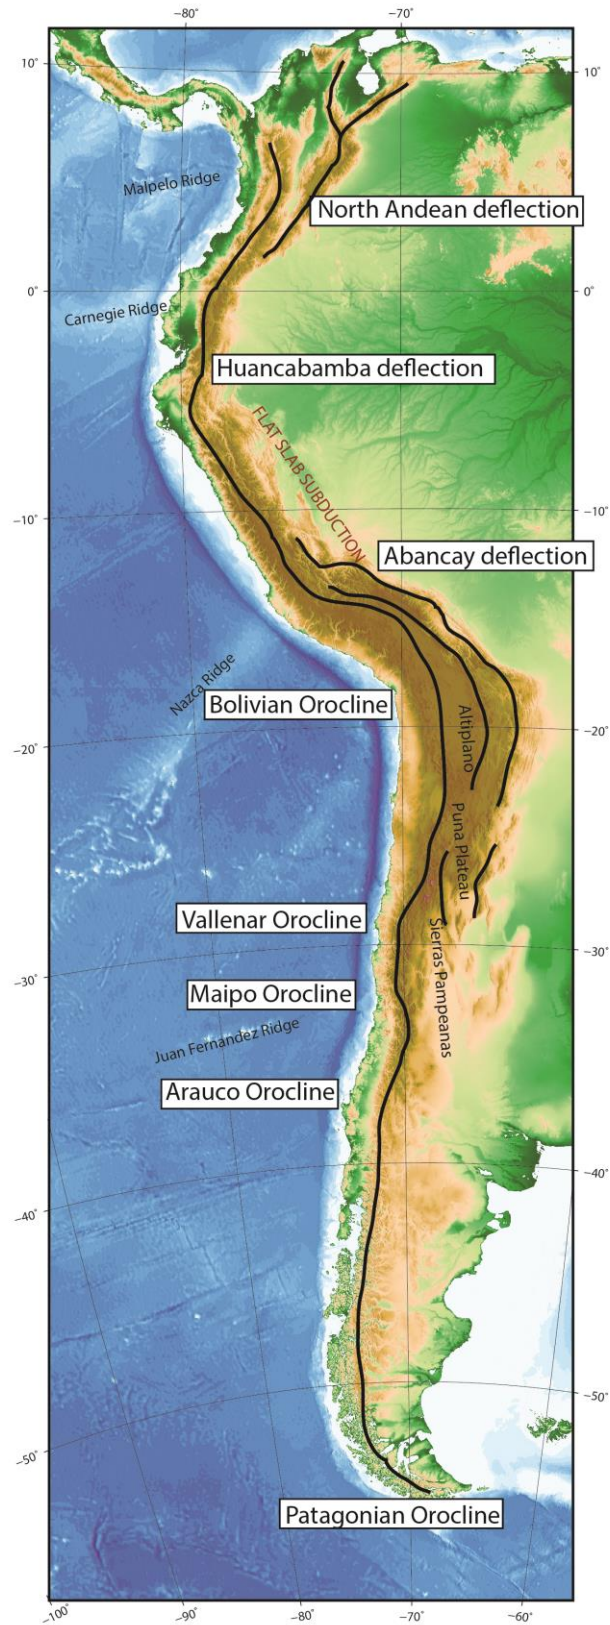 −80°
−70°
10°
10°
Malpelo Ridge
North Andean deflection
0°
0°
Carnegie Ridge
Huancabamba deflection
FLAT SLAB SUBDUCTION
−10°
−10°
Abancay deflection
Nazca Ridge
Bolivian Orocline
Altiplano
−20°
−20°
Puna Plateau
Vallenar Orocline
Sierras Pampeanas
−30°
−30°
Maipo Orocline
Juan Fernandez Ridge
Arauco Orocline
−40°
−40°
−50°
−50°
Patagonian Orocline
−100°
−90°
−80°
−70°
−60°